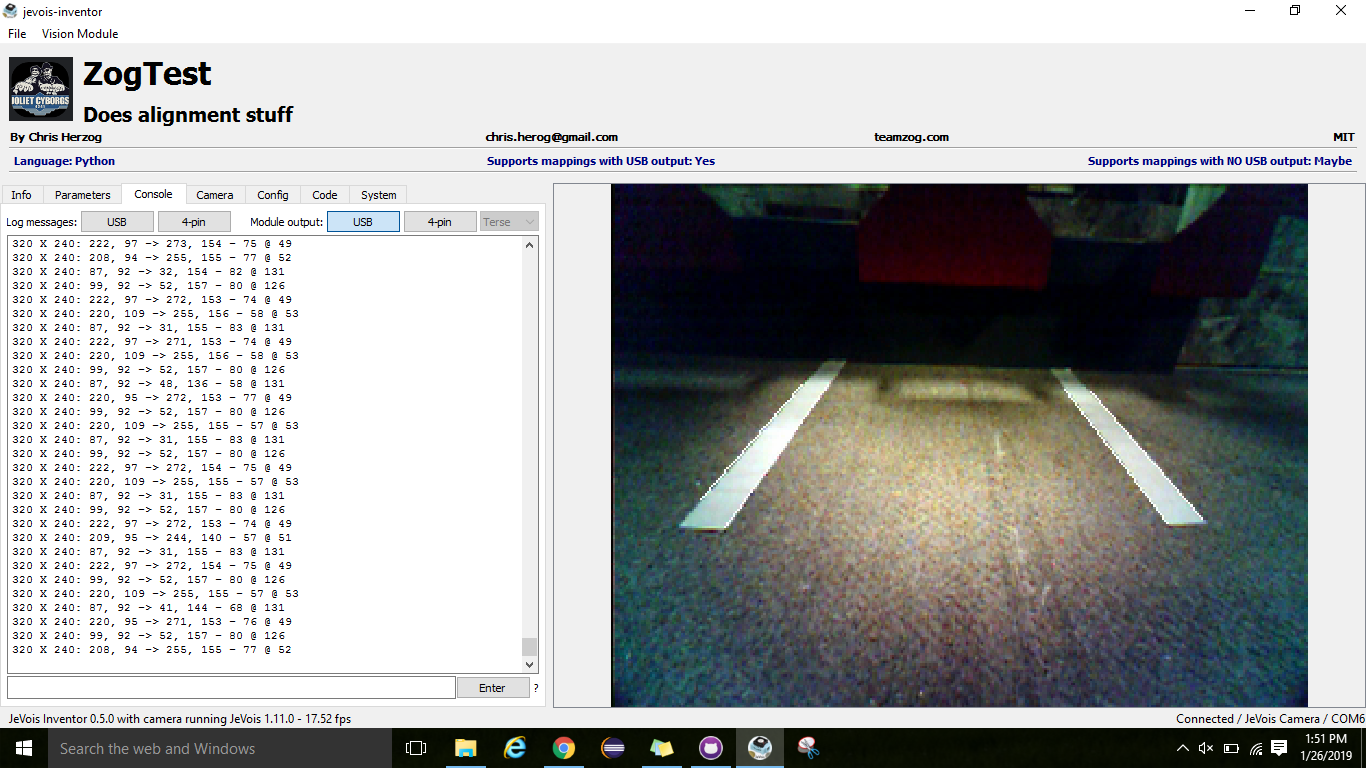 jevois-inventor
File Vision Module
JOLIET CYBORGS
ZogTest
Does alignment stuff
By Chris Herzog chris.herog@gmail.com teamzog.com MIT
Language: Python Supports mappings with USB output: Yes Supports mappings with NO USB output: Maybe
Info Parameters Console Camera Config Code System
Log messages: USB 4-pin Module output: USB 4-pin Terse
320 X 240: 222, 97 -> 273, 154 - 75 @ 49
320 X 240: 208, 94 -> 255, 155 - 77 @ 52
320 X 240: 87, 92 -> 32, 154 - 82 @ 131
320 X 240: 99, 92 -> 52, 157 - 80 @ 126
320 X 240: 222, 97 -> 272, 153 - 74 @ 49
320 X 240: 220, 109 -> 255, 156 - 58 @ 53
320 X 240: 87, 92 -> 31, 155 - 83 @ 131
320 X 240: 222, 97 -> 271, 153 - 74 @ 49
320 X 240: 220, 109 -> 255, 156 - 58 @ 53
320 X 240: 99, 92 -> 52, 157 - 80 @ 126
320 X 240: 87, 92 -> 48, 136 - 58 @ 131
320 X 240: 220, 95 -> 272, 153 - 77 @ 49
320 X 240: 99, 92 -> 52, 157 - 80 @ 126
320 X 240: 220, 109 -> 255, 155 - 57 @ 53
320 X 240: 87, 92 -> 31, 155 - 83 @ 131
320 X 240: 99, 92 -> 52, 157 - 80 @ 126
320 X 240: 222, 97 -> 272, 154 - 75 @ 49
320 X 240: 220, 109 -> 255, 155 - 57 @ 53
320 X 240: 87, 92 -> 31, 155 - 83 @ 131
320 X 240: 99, 92 -> 52, 157 - 80 @ 126
320 X 240: 222, 97 -> 272, 153 - 74 @ 49
320 X 240: 209, 95 -> 244, 140 - 57 @ 51
320 X 240: 87, 92 -> 31, 155 - 83 @ 131
320 X 240: 222, 97 -> 272, 154 - 75 @ 49
320 X 240: 99, 92 -> 52, 157 - 80 @ 126
320 X 240: 220, 109 -> 255, 155 - 57 @ 53
320 X 240: 87, 92 -> 41, 144 - 68 @ 131
320 X 240: 220, 95 -> 271, 153 - 76 @ 49
320 X 240: 99, 92 -> 52, 157 - 80 @ 126
320 X 240: 208, 94 -> 255, 155 - 77 @ 52
Enter ?
JeVois Inventor 0.5.0 with camera running JeVois 1.11.0 - 17.52 fps Connected / JeVois Camera / COM6
Search the web and Windows
1:51 PM
1/26/2019